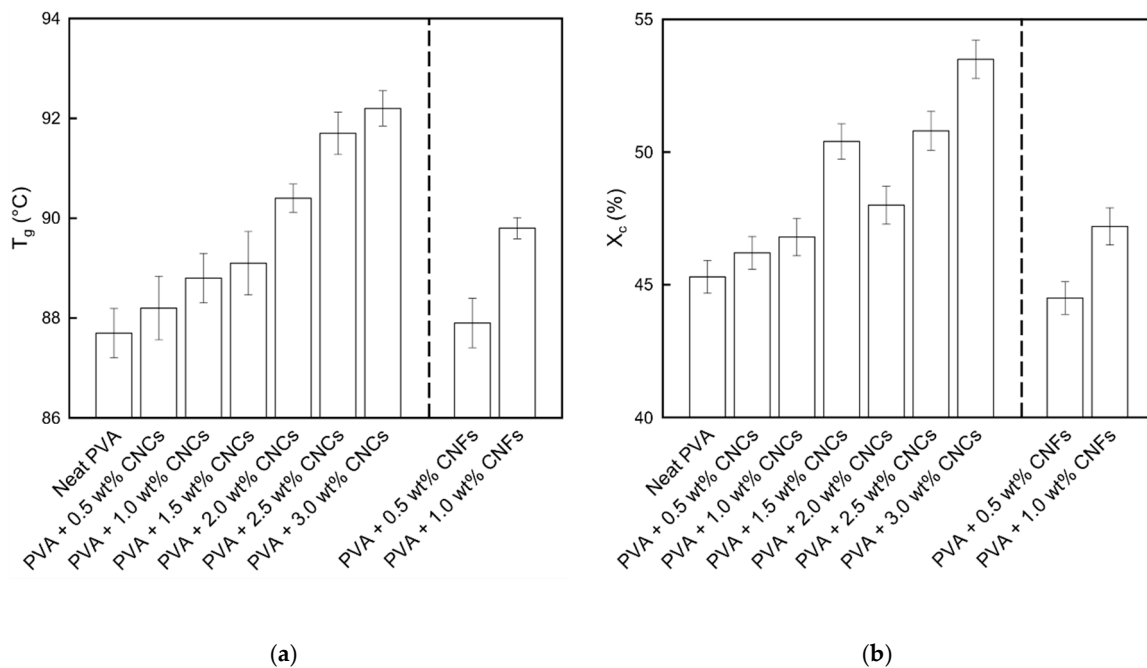 94
92
90
88
86
T_g (°C)
Neat PVA
PVA + 0.5 wt% CNCs
PVA + 1.0 wt% CNCs
PVA + 1.5 wt% CNCs
PVA + 2.0 wt% CNCs
PVA + 2.5 wt% CNCs
PVA + 3.0 wt% CNCs
PVA + 0.5 wt% CNFs
PVA + 1.0 wt% CNFs
(a)
55
50
45
40
X_c (%)
Neat PVA
PVA + 0.5 wt% CNCs
PVA + 1.0 wt% CNCs
PVA + 1.5 wt% CNCs
PVA + 2.0 wt% CNCs
PVA + 2.5 wt% CNCs
PVA + 3.0 wt% CNCs
PVA + 0.5 wt% CNFs
PVA + 1.0 wt% CNFs
(b)